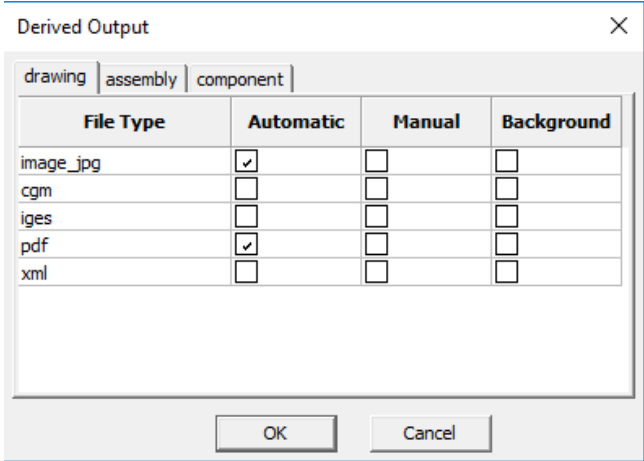 Derived Output
drawing assembly component
File Type Automatic Manual Background
image_jpg
cgm
iges
pdf
xml
OK Cancel